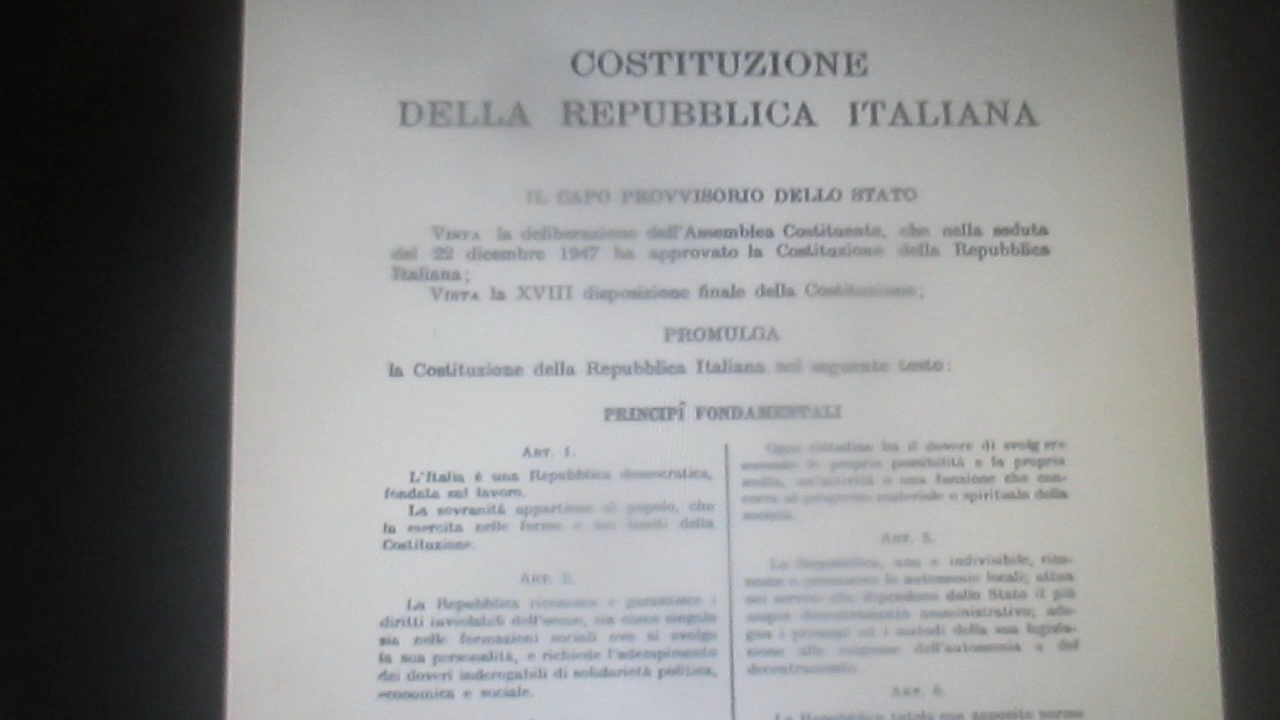 COSTITUZIONE
DELLA REPUBBLICA ITALIANA
IL CAPO PROVVISORIO DELLO STATO
VISTA la deliberazione dell'Assemblea Costituente, che nella seduta
del 22 dicembre 1947 ha approvato la Costituzione della Repubblica
Italiana;
VISTA la XVIII disposizione finale della Costituzione;
PROMULGA
la Costituzione della Repubblica Italiana nel seguente testo:
PRINCIPÎ FONDAMENTALI
ART. 1.
L'Italia è una Repubblica democratica,
fondata sul lavoro.
La sovranità appartiene al popolo, che
la esercita nelle forme e nei limiti della
Costituzione.
ART. 2.
La Repubblica riconosce e garantisce i
diritti inviolabili dell'uomo, sia come singolo
sia nelle formazioni sociali ove si svolge
la sua personalità, e richiede l'adempimento
dei doveri inderogabili di solidarietà politica,
economica e sociale.
Ogni cittadino ha il dovere di svolgere
secondo le proprie possibilità e la propria
scelta, un'attività o una funzione che con-
corra al progresso materiale o spirituale della
società.
ART. 5.
La Repubblica, una e indivisibile, rico-
nosce e promuove le autonomie locali; attua
nei servizi che dipendono dallo Stato il più
ampio decentramento amministrativo; ade-
gua i principi ed i metodi della sua legisla-
zione alle esigenze dell'autonomia e del
decentramento.
ART. 6.
La Repubblica tutela con apposite norme